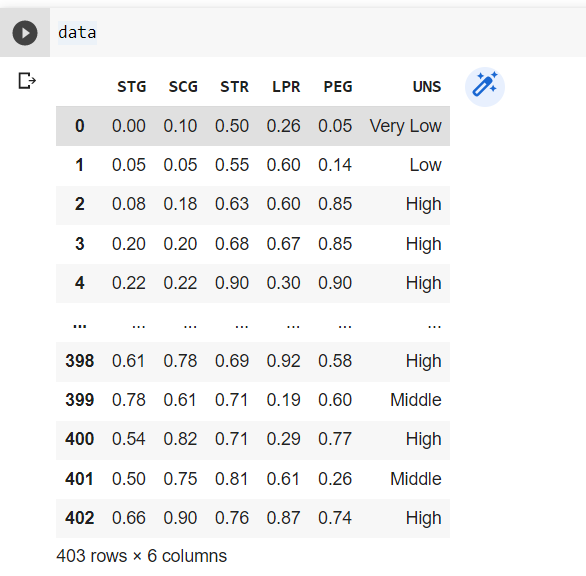 data
STG SCG STR LPR PEG UNS
0 0.00 0.10 0.50 0.26 0.05 Very Low
1 0.05 0.05 0.55 0.60 0.14 Low
2 0.08 0.18 0.63 0.60 0.85 High
3 0.20 0.20 0.68 0.67 0.85 High
4 0.22 0.22 0.90 0.30 0.90 High
... ... ... ... ... ... ...
398 0.61 0.78 0.69 0.92 0.58 High
399 0.78 0.61 0.71 0.19 0.60 Middle
400 0.54 0.82 0.71 0.29 0.77 High
401 0.50 0.75 0.81 0.61 0.26 Middle
402 0.66 0.90 0.76 0.87 0.74 High
403 rows × 6 columns